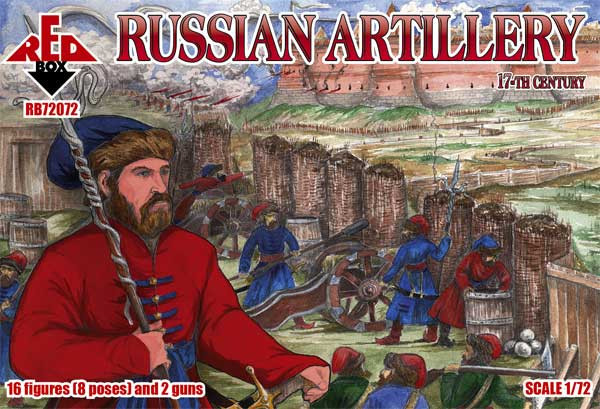 RED
BOX
RB72072
RUSSIAN ARTILLERY
17-TH CENTURY
16 figures (8 poses) and 2 guns
SCALE 1/72